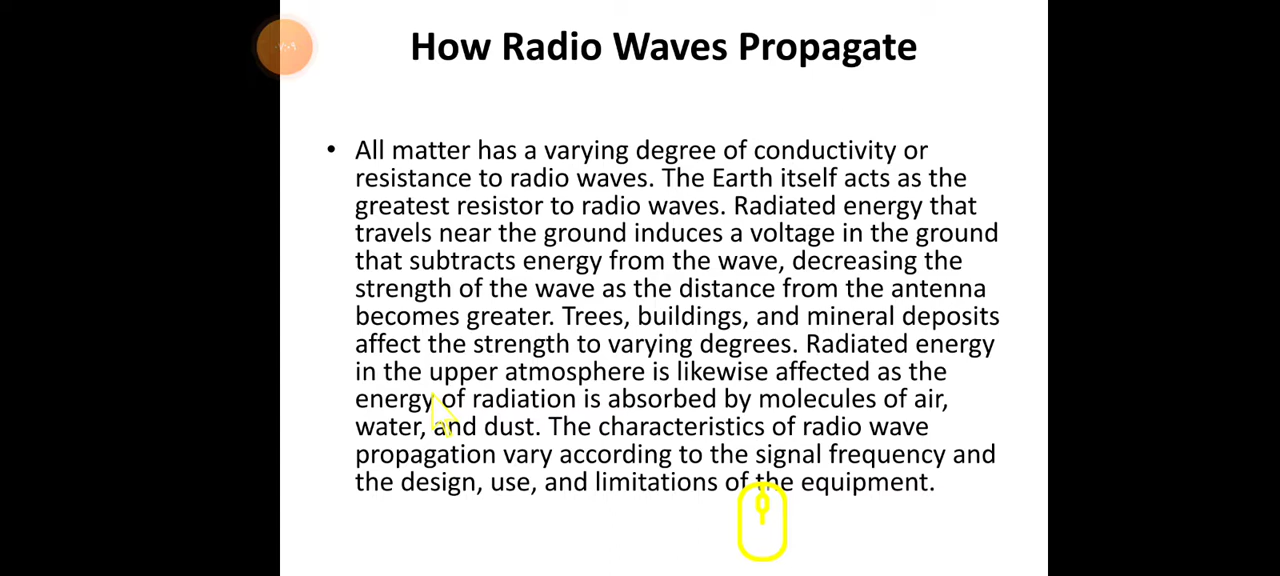 How Radio Waves Propagate
• All matter has a varying degree of conductivity or
resistance to radio waves. The Earth itself acts as the
greatest resistor to radio waves. Radiated energy that
travels near the ground induces a voltage in the ground
that subtracts energy from the wave, decreasing the
strength of the wave as the distance from the antenna
becomes greater. Trees, buildings, and mineral deposits
affect the strength to varying degrees. Radiated energy
in the upper atmosphere is likewise affected as the
energy of radiation is absorbed by molecules of air,
water, and dust. The characteristics of radio wave
propagation vary according to the signal frequency and
the design, use, and limitations of the equipment.